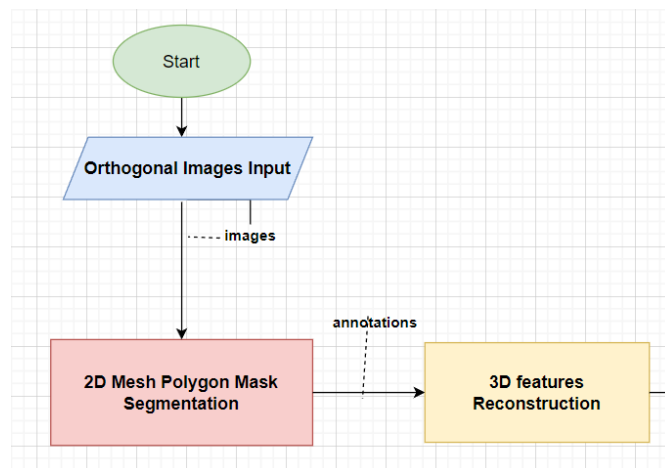 Start
Orthogonal Images Input
images
annotations
2D Mesh Polygon Mask
Segmentation
3D features
Reconstruction